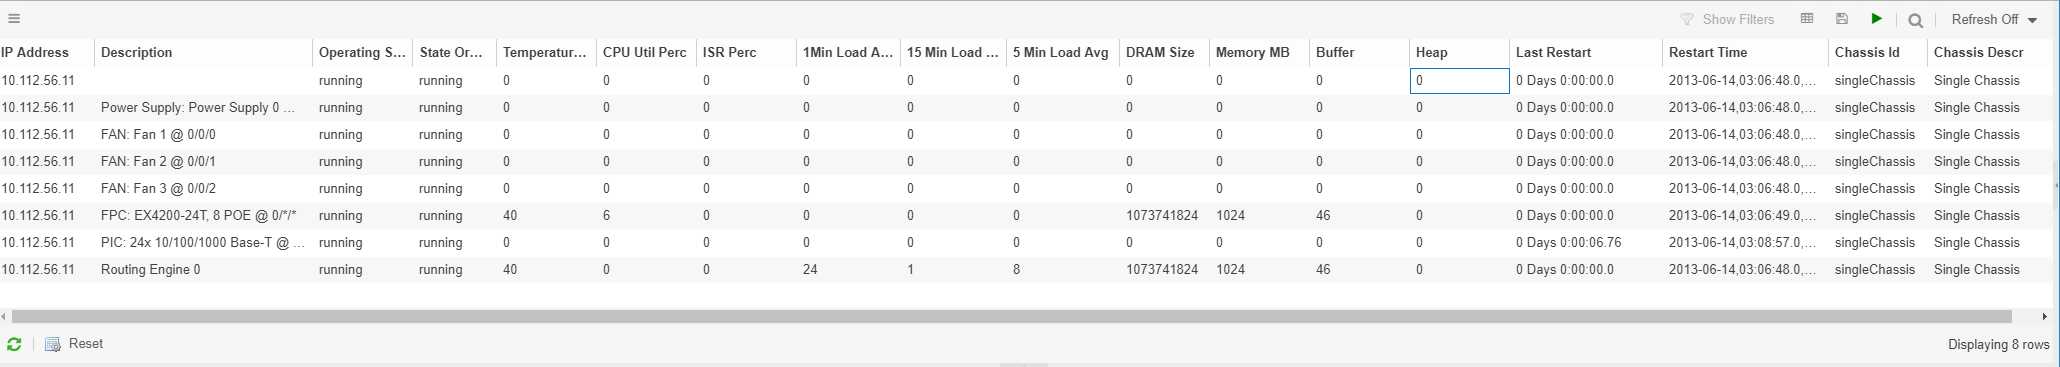 Show Filters Refresh Off
IP Address Description Operating S... State Or... Temperatur... CPU Util Perc ISR Perc 1Min Load A... 15 Min Load ... 5 Min Load Avg DRAM Size Memory MB Buffer Heap Last Restart Restart Time Chassis Id Chassis Descr
10.112.56.11 running running 0 0 0 0 0 0 0 0 0 0 0 Days 0:00:00.0 2013-06-14,03:06:48.0,... singleChassis Single Chassis
10.112.56.11 Power Supply: Power Supply 0 ... running running 0 0 0 0 0 0 0 0 0 0 0 Days 0:00:00.0 2013-06-14,03:06:48.0,... singleChassis Single Chassis
10.112.56.11 FAN: Fan 1 @ 0/0/0 running running 0 0 0 0 0 0 0 0 0 0 0 Days 0:00:00.0 2013-06-14,03:06:48.0,... singleChassis Single Chassis
10.112.56.11 FAN: Fan 2 @ 0/0/1 running running 0 0 0 0 0 0 0 0 0 0 0 Days 0:00:00.0 2013-06-14,03:06:48.0,... singleChassis Single Chassis
10.112.56.11 FAN: Fan 3 @ 0/0/2 running running 0 0 0 0 0 0 0 0 0 0 0 Days 0:00:00.0 2013-06-14,03:06:48.0,... singleChassis Single Chassis
10.112.56.11 FPC: EX4200-24T, 8 POE @ 0/*/* running running 40 6 0 0 0 0 1073741824 1024 46 0 0 Days 0:00:00.0 2013-06-14,03:06:49.0,... singleChassis Single Chassis
10.112.56.11 PIC: 24x 10/100/1000 Base-T @ ... running running 0 0 0 0 0 0 0 0 0 0 0 Days 0:00:06.76 2013-06-14,03:08:57.0,... singleChassis Single Chassis
10.112.56.11 Routing Engine 0 running running 40 0 0 24 1 8 1073741824 1024 46 0 0 Days 0:00:00.0 2013-06-14,03:06:48.0,... singleChassis Single Chassis
Reset Displaying 8 rows